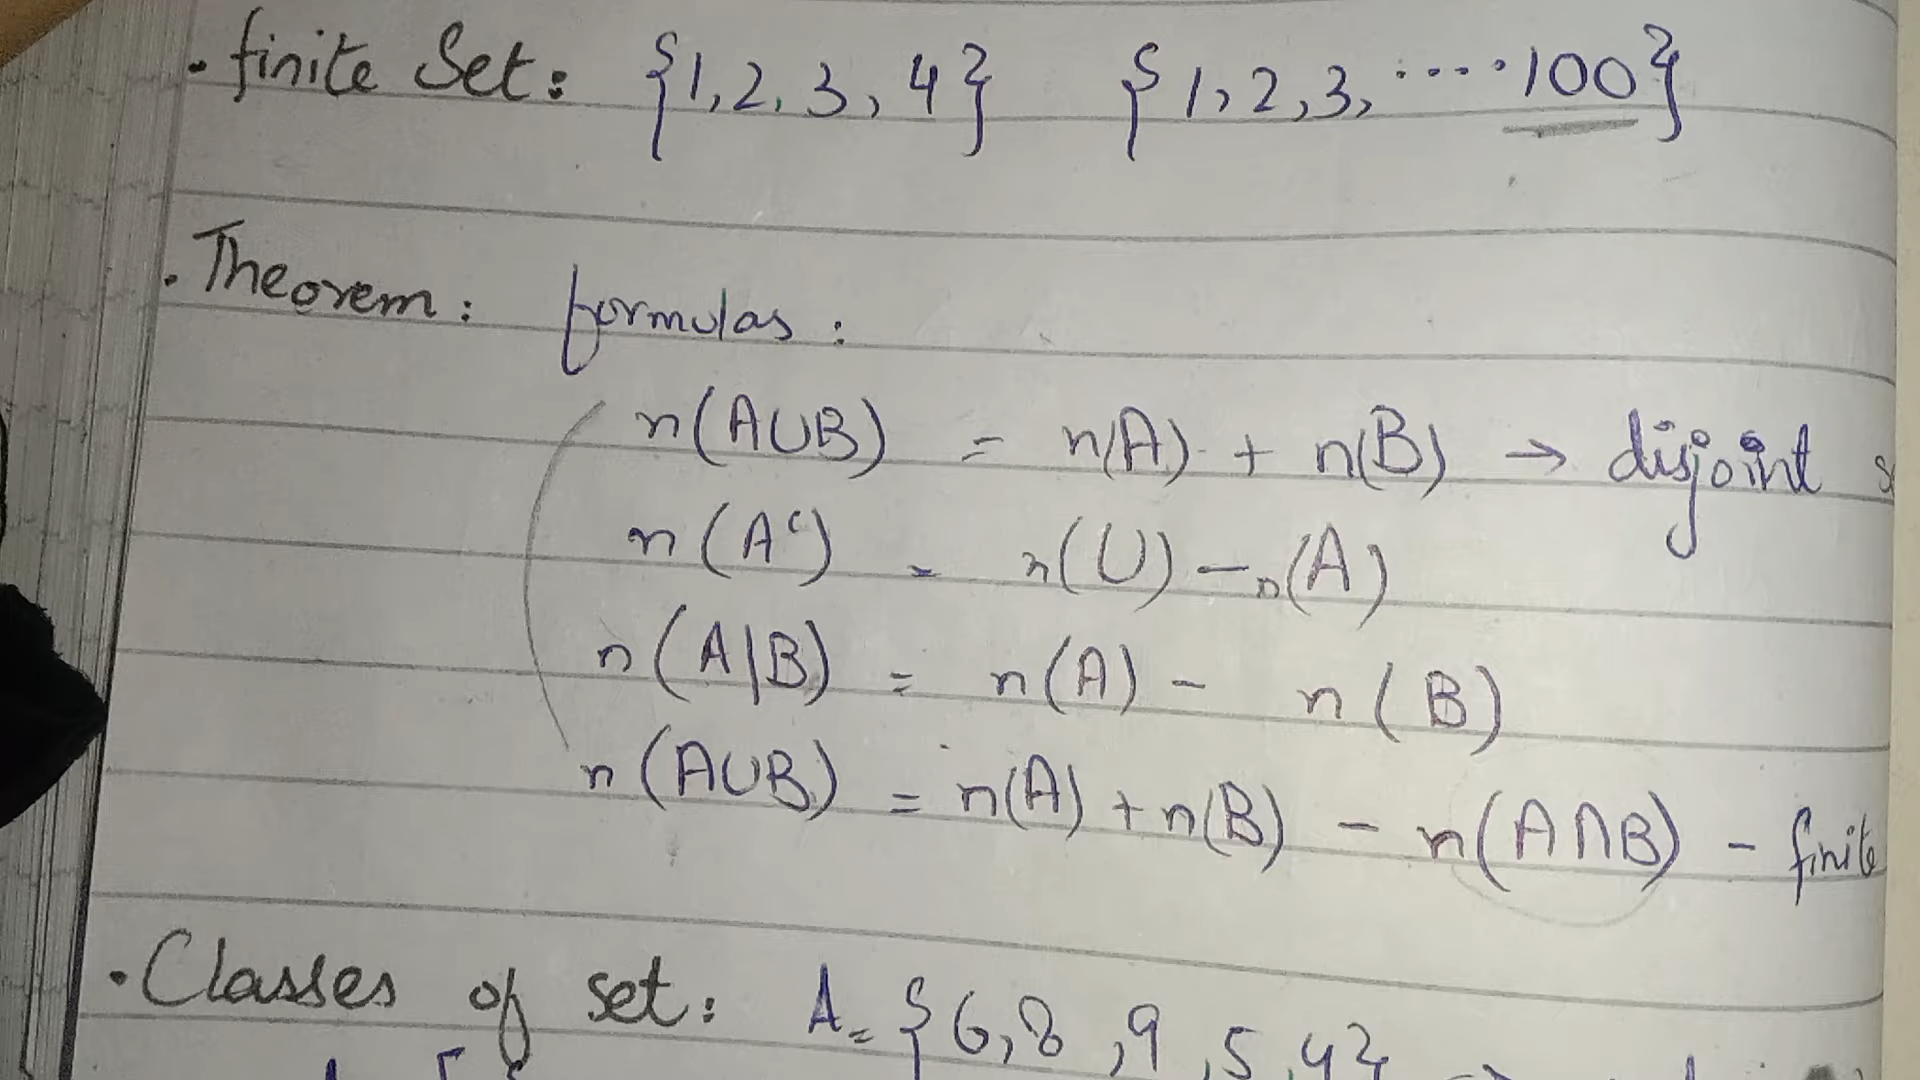 . finite Set: {1, 2, 3, 4} {1, 2, 3, .....100}
. Theorem: formulas:
n(A∪B) = n(A) + n(B) → disjoint
n(Aᶜ) = n(U) - n(A)
n(A|B) = n(A) - n(B)
n(A∪B) = n(A) + n(B) - n(A∩B) - finite
. Classes of set: A = {6, 8, 9, 5, 4}